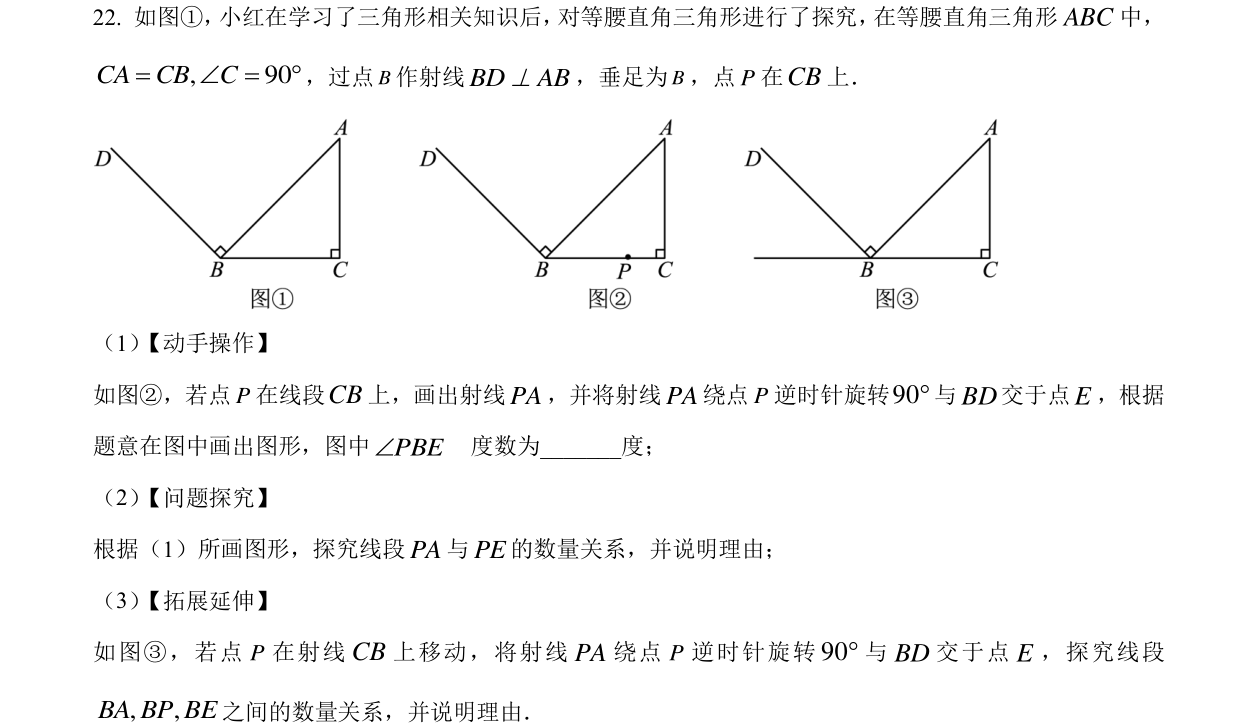 22. 如图①，小红在学习了三角形相关知识后，对等腰直角三角形进行了探究，在等腰直角三角形 ABC 中，
CA = CB, ∠C = 90°，过点 B 作射线 BD ⊥ AB，垂足为 B，点 P 在 CB 上．
A A A
D D D
B C B P C B C
图① 图② 图③
（1）【动手操作】
如图②，若点 P 在线段 CB 上，画出射线 PA，并将射线 PA 绕点 P 逆时针旋转 90° 与 BD 交于点 E，根据
题意在图中画出图形，图中 ∠PBE 度数为_______度；
（2）【问题探究】
根据（1）所画图形，探究线段 PA 与 PE 的数量关系，并说明理由；
（3）【拓展延伸】
如图③，若点 P 在射线 CB 上移动，将射线 PA 绕点 P 逆时针旋转 90° 与 BD 交于点 E，探究线段
BA, BP, BE 之间的数量关系，并说明理由．